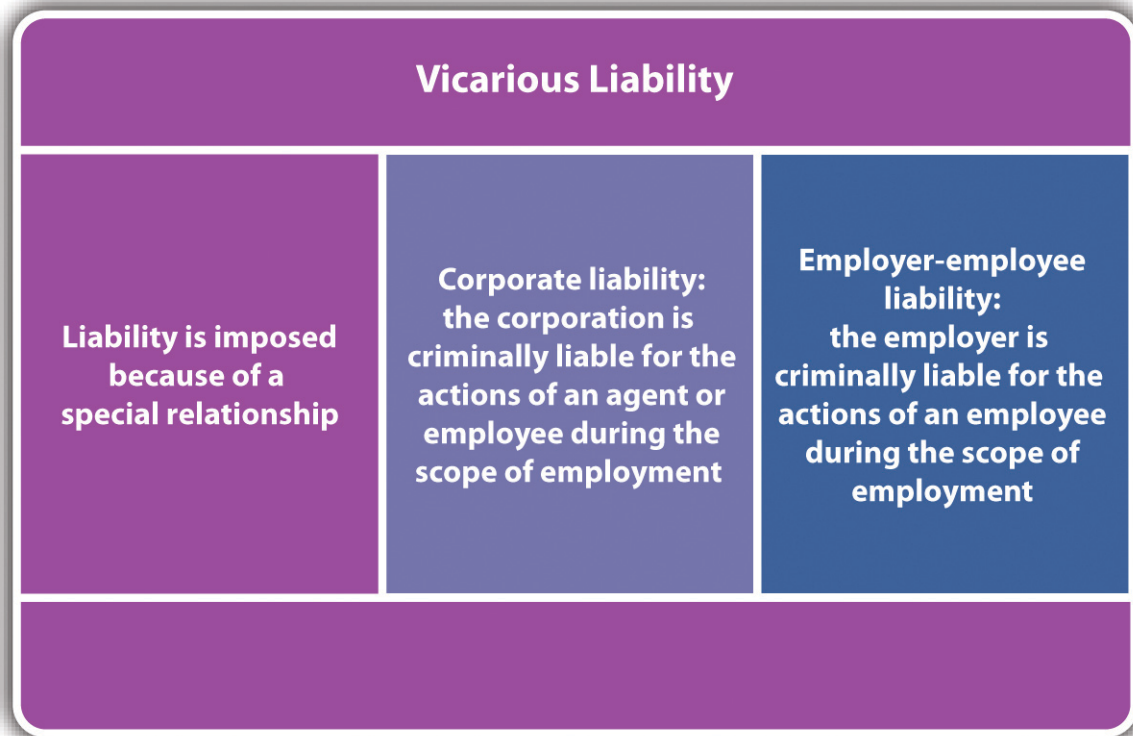 Vicarious Liability
Liability is imposed
because of a
special relationship
Corporate liability:
the corporation is
criminally liable for the
actions of an agent or
employee during the
scope of employment
Employer-employee
liability:
the employer is
criminally liable for the
actions of an employee
during the scope of
employment